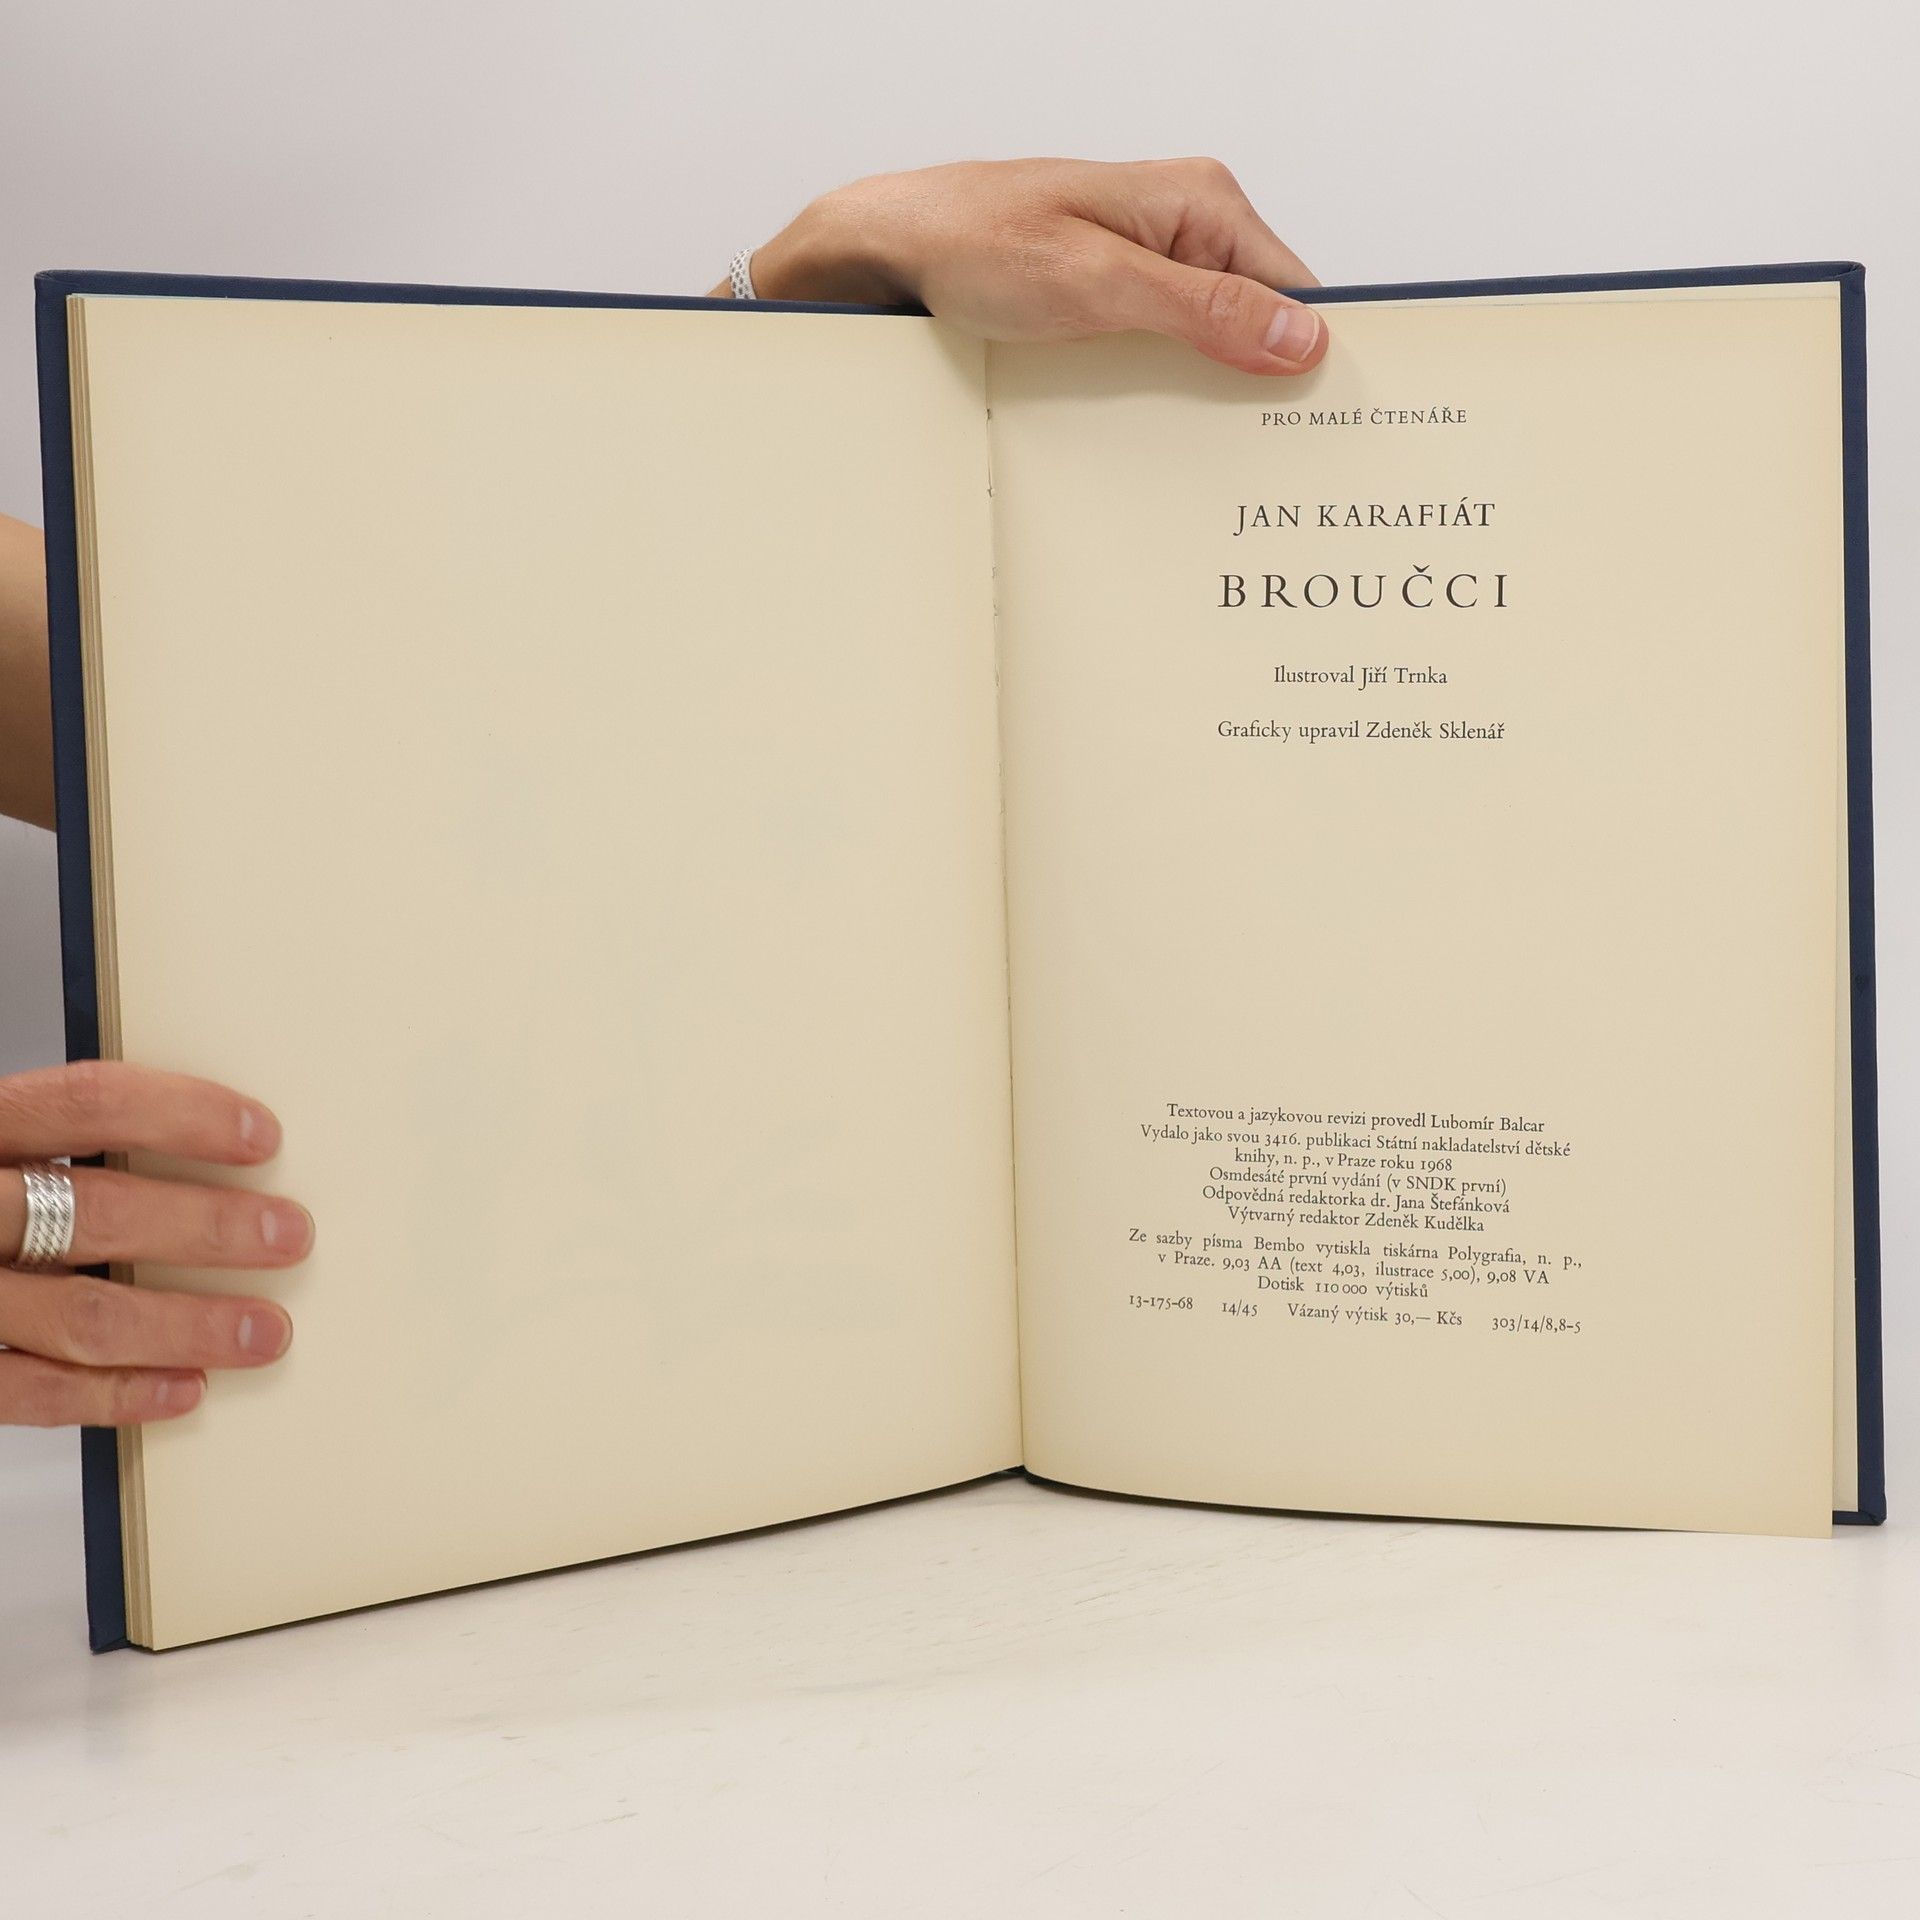 PRO MALÉ ČTENÁŘE
JAN KARAFIÁT
BROUČCI
Ilustroval Jiří Trnka
Graficky upravil Zdeněk Sklenář
Textovou a jazykovou revizi provedl Lubomír Balcar
Vydalo jako svou 3416. publikaci Státní nakladatelství dětské
knihy, n. p., v Praze roku 1968
Osmdesáté první vydání (v SNDK první)
Odpovědná redaktorka dr. Jana Štefánková
Výtvarný redaktor Zdeněk Kudělka
Ze sazby písma Bembo vytiskla tiskárna Polygrafia, n. p.,
v Praze. 9,03 AA (text 4,03, ilustrace 5,00), 9,08 VA
Dotisk 110 000 výtisků
13-175-68 14/45 Vázaný výtisk 30,— Kčs 303/14/8,8-5